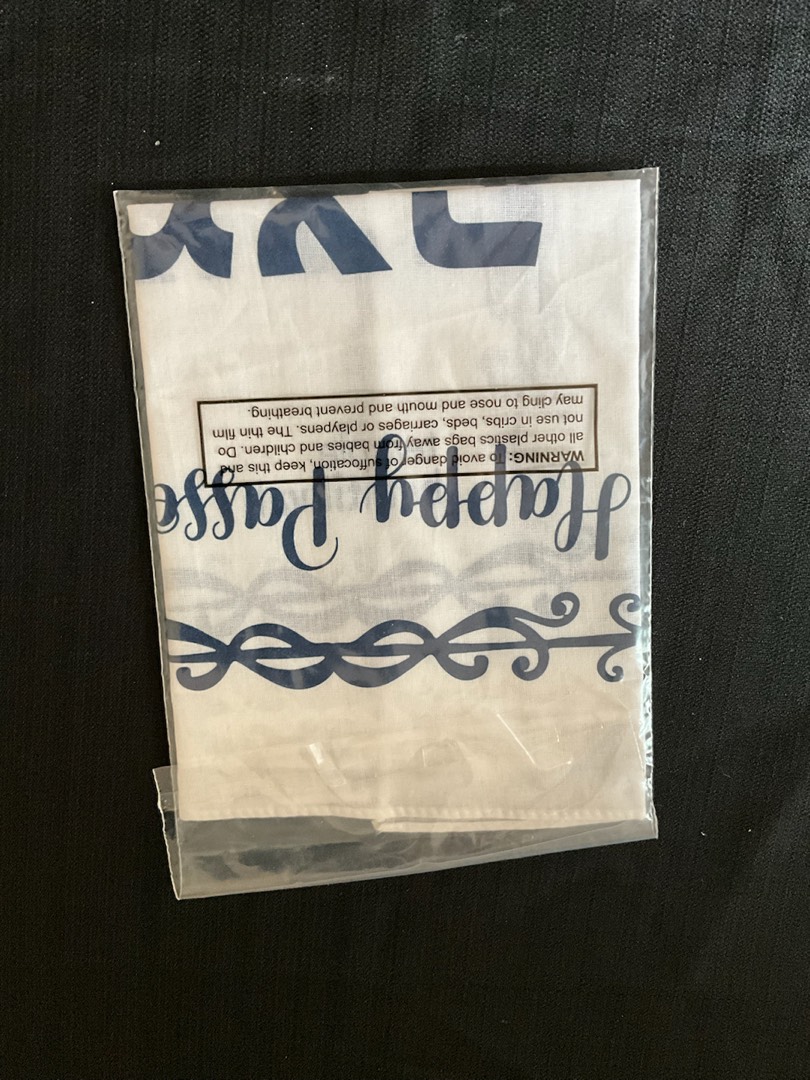 Happy Passo
WARNING: To avoid danger of suffocation, keep this and
all other plastics bags away from babies and children. Do
not use in cribs, beds, carriages or playpens. The thin film
may cling to nose and mouth and prevent breathing.